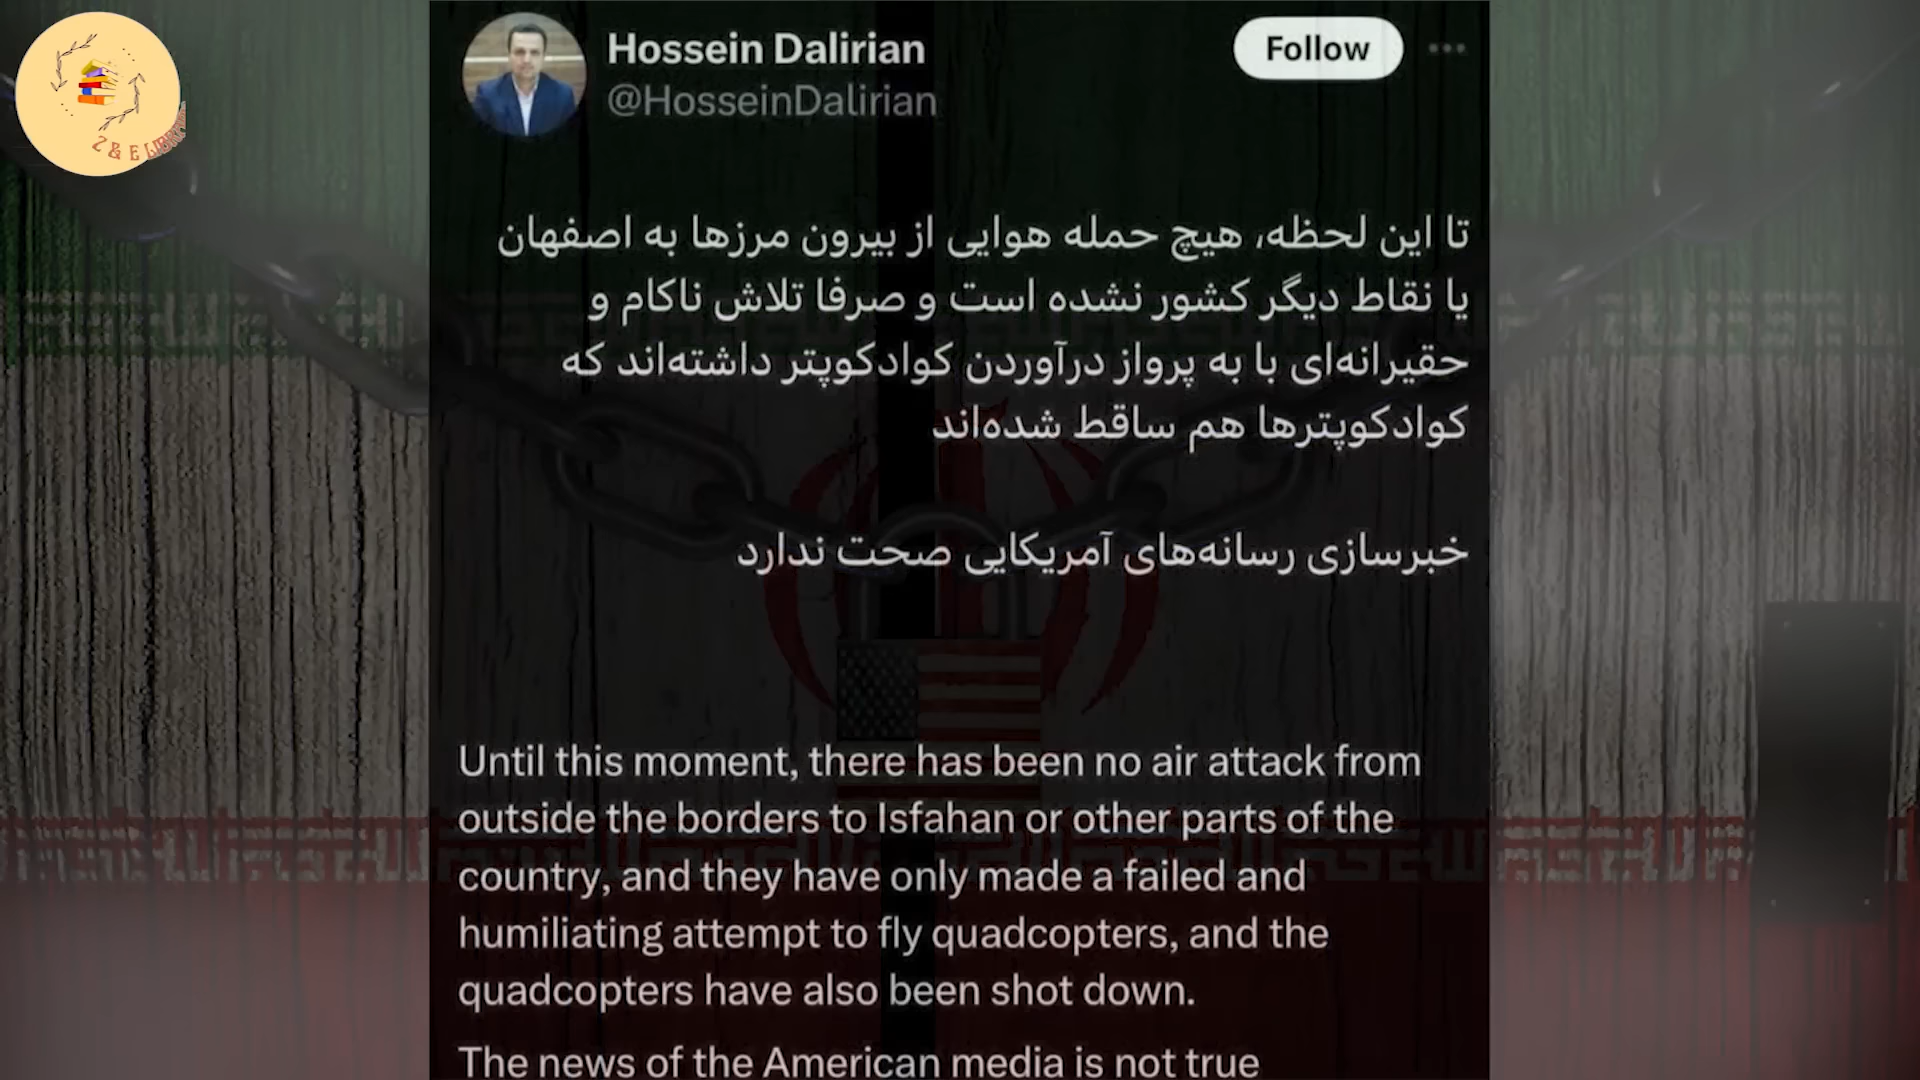 Z & E LIBRARY
Hossein Dalirian
@HosseinDalirian
Follow
تا این لحظه، هیچ حمله هوایی از بیرون مرزها به اصفهان
یا نقاط دیگر کشور نشده است و صرفا تلاش ناکام و
حقیرانه‌ای با به پرواز درآوردن کوادکوپتر داشته‌اند که
کوادکوپترها هم ساقط شده‌اند
خبرسازی رسانه‌های آمریکایی صحت ندارد
Until this moment, there has been no air attack from
outside the borders to Isfahan or other parts of the
country, and they have only made a failed and
humiliating attempt to fly quadcopters, and the
quadcopters have also been shot down.
The news of the American media is not true